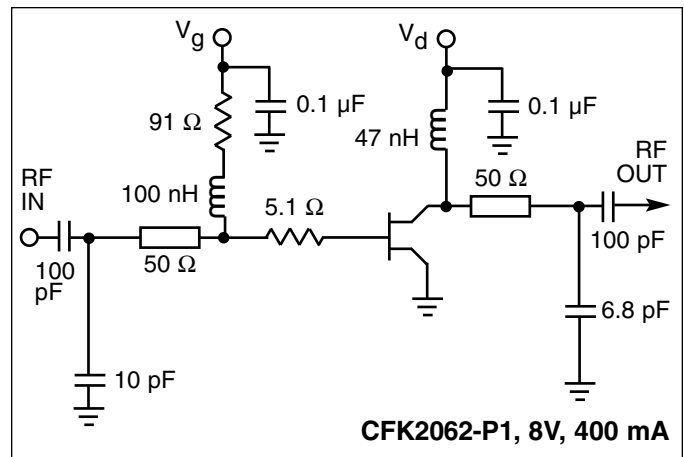 Vg
Vd
0.1 µF
0.1 µF
91 Ω
47 nH
RF
IN
100 nH
5.1 Ω
50 Ω
RF
OUT
100
pF
50 Ω
100 pF
10 pF
6.8 pF
CFK2062-P1, 8V, 400 mA